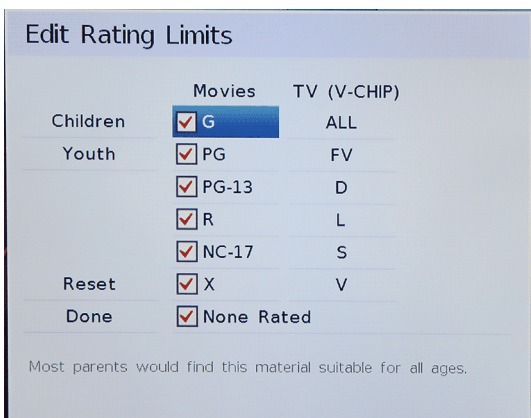 Edit Rating Limits
Movies TV (V-CHIP)
Children G ALL
Youth PG FV
PG-13 D
R L
NC-17 S
Reset X V
Done None Rated
Most parents would find this material suitable for all ages.